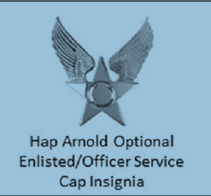 Hap Arnold Optional
Enlisted/Officer Service
Cap Insignia